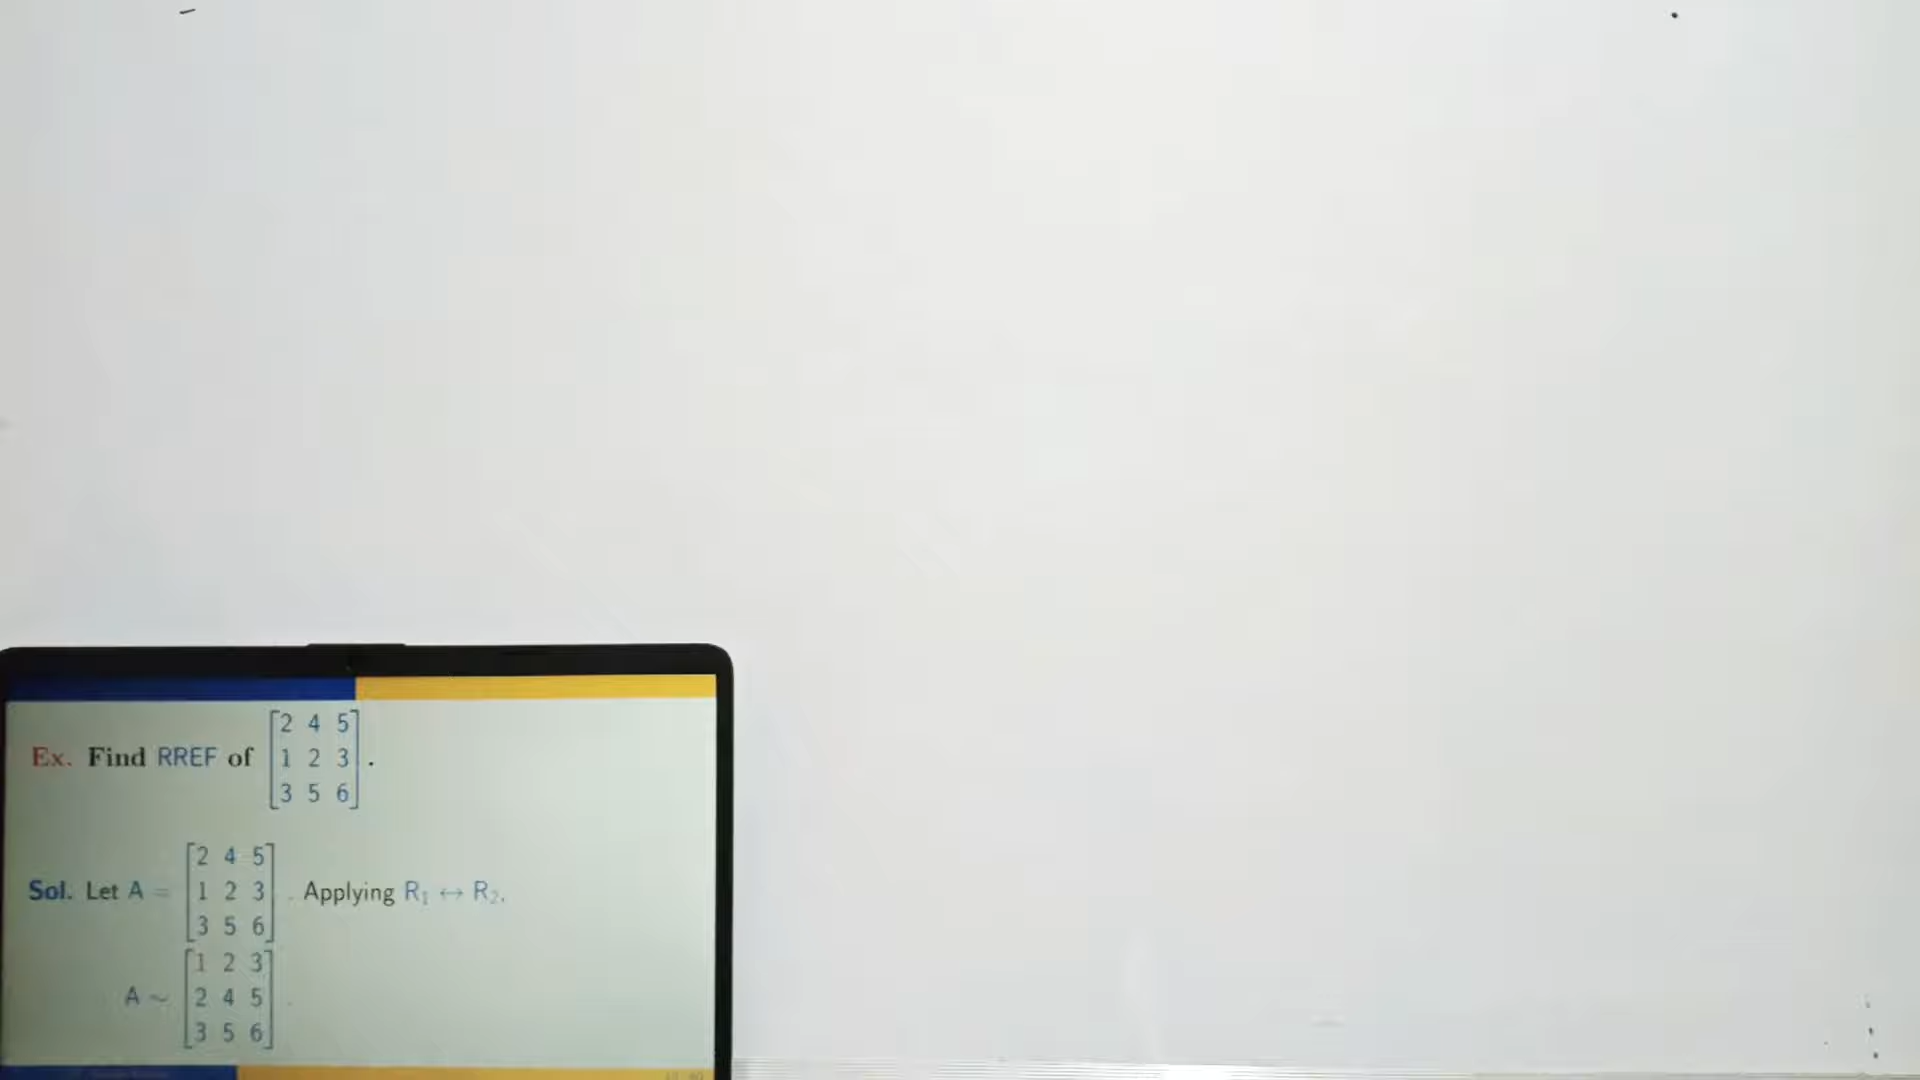 Ex. Find RREF of [2 4 5
1 2 3
3 5 6].
Sol. Let A = [2 4 5
1 2 3
3 5 6]. Applying R₁ ↔ R₂,
A ~ [1 2 3
2 4 5
3 5 6].